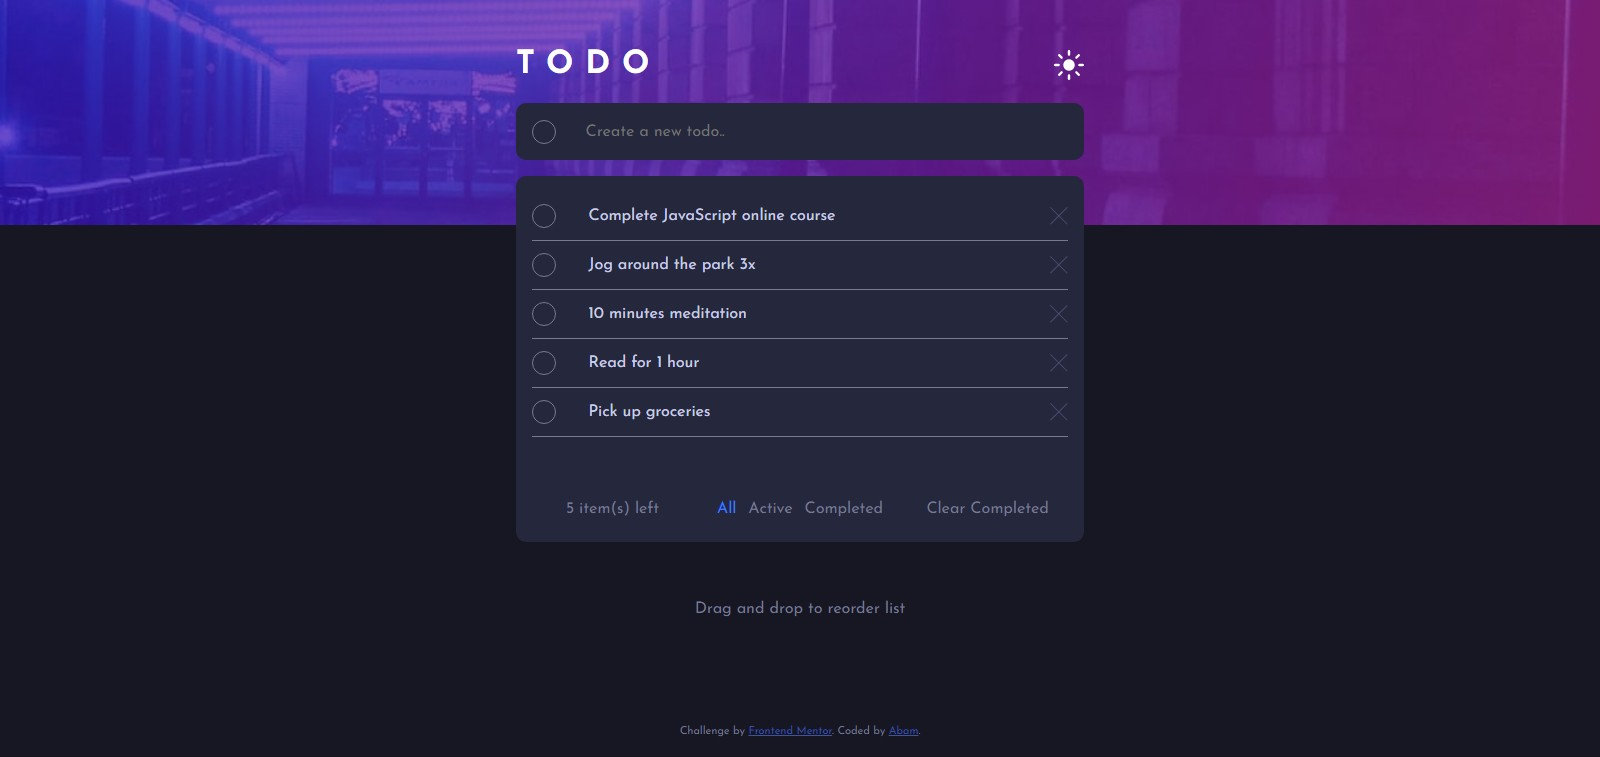 TODO
Create a new todo..
Complete JavaScript online course
Jog around the park 3x
10 minutes meditation
Read for 1 hour
Pick up groceries
5 item(s) left All Active Completed Clear Completed
Drag and drop to reorder list
Challenge by Frontend Mentor. Coded by Abam.